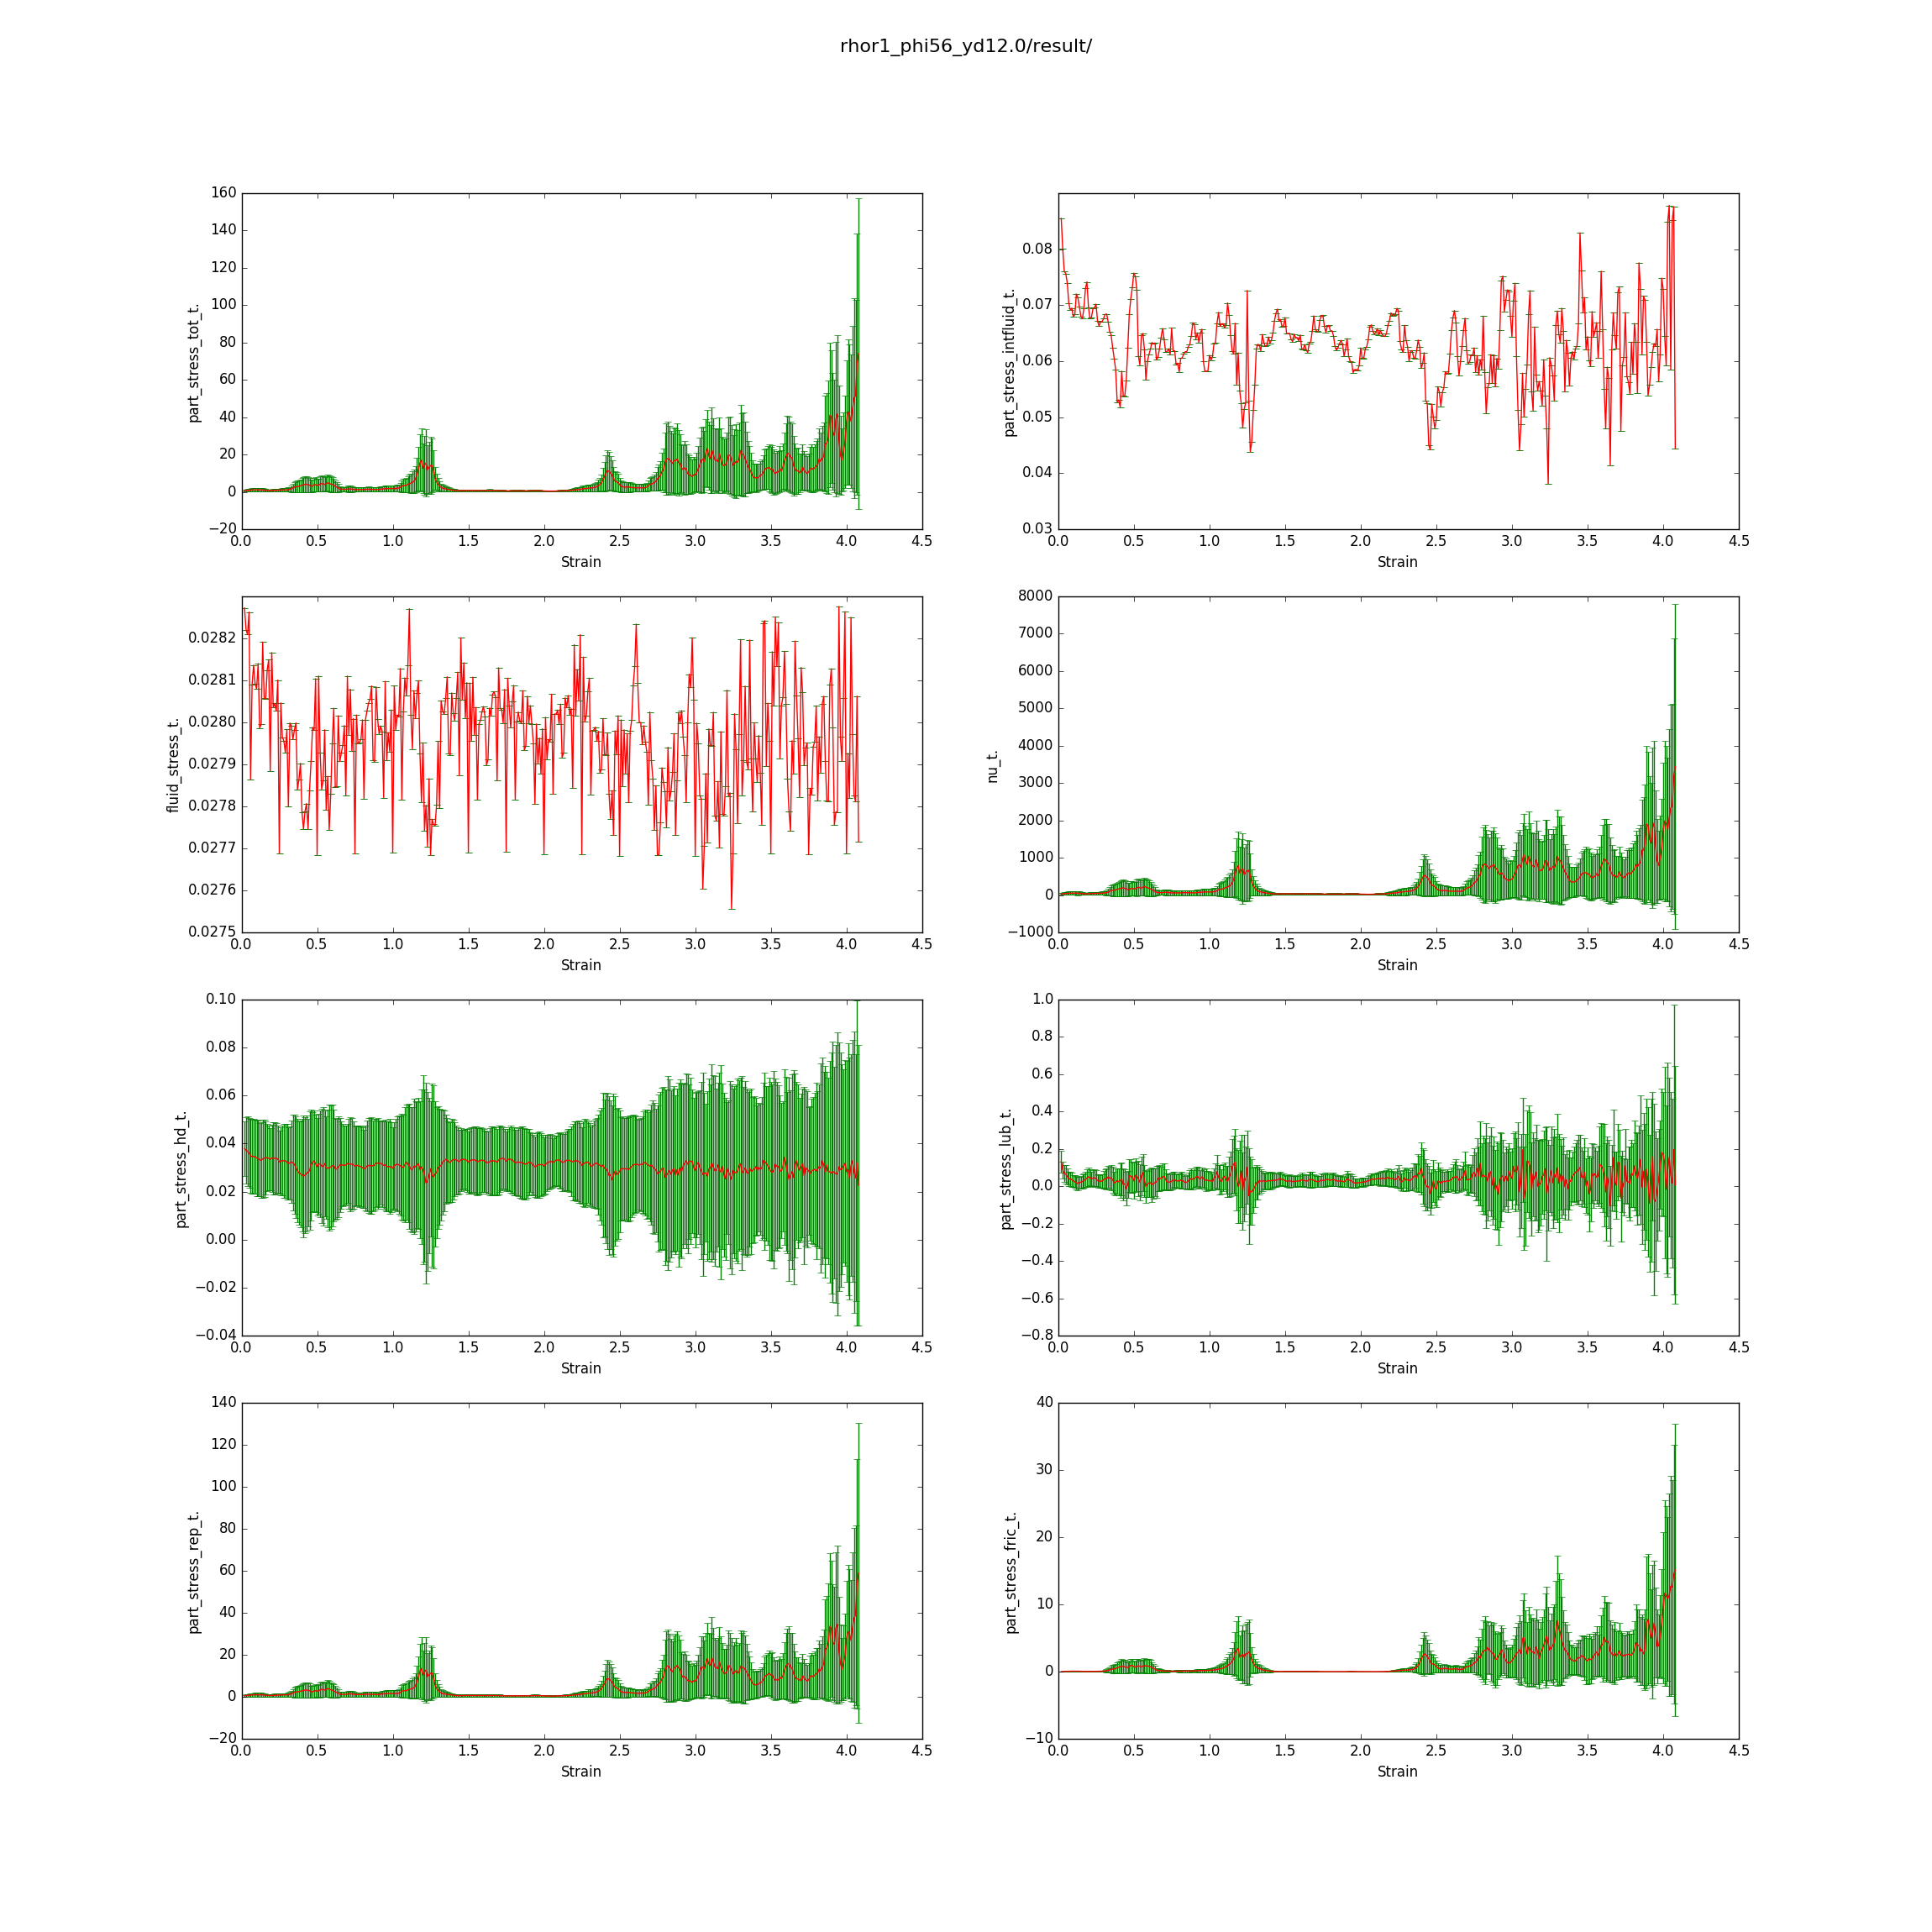 rhor1_phi56_yd12.0/result/
160
140
120
100
80
60
40
20
0
−20
part_stress_tot_t.
0.0 0.5 1.0 1.5 2.0 2.5 3.0 3.5 4.0 4.5
Strain
0.08
0.07
0.06
0.05
0.04
0.03
part_stress_intfluid_t.
0.0 0.5 1.0 1.5 2.0 2.5 3.0 3.5 4.0 4.5
Strain
0.0282
0.0281
0.0280
0.0279
0.0278
0.0277
0.0276
0.0275
fluid_stress_t.
0.0 0.5 1.0 1.5 2.0 2.5 3.0 3.5 4.0 4.5
Strain
8000
7000
6000
5000
4000
3000
2000
1000
0
−1000
nu_t.
0.0 0.5 1.0 1.5 2.0 2.5 3.0 3.5 4.0 4.5
Strain
0.10
0.08
0.06
0.04
0.02
0.00
−0.02
−0.04
part_stress_hd_t.
0.0 0.5 1.0 1.5 2.0 2.5 3.0 3.5 4.0 4.5
Strain
1.0
0.8
0.6
0.4
0.2
0.0
−0.2
−0.4
−0.6
−0.8
part_stress_lub_t.
0.0 0.5 1.0 1.5 2.0 2.5 3.0 3.5 4.0 4.5
Strain
140
120
100
80
60
40
20
0
−20
part_stress_rep_t.
0.0 0.5 1.0 1.5 2.0 2.5 3.0 3.5 4.0 4.5
Strain
40
30
20
10
0
−10
part_stress_fric_t.
0.0 0.5 1.0 1.5 2.0 2.5 3.0 3.5 4.0 4.5
Strain